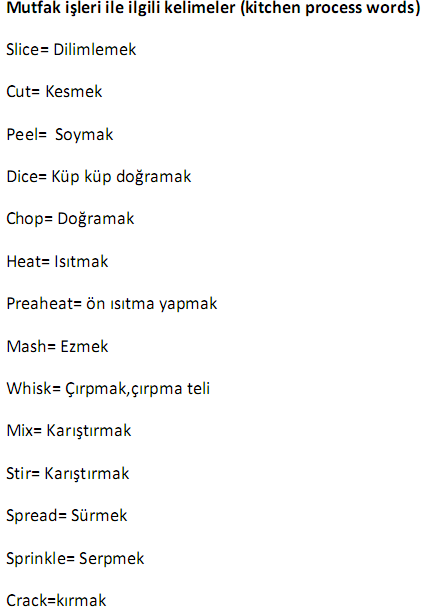 Mutfak işleri ile ilgili kelimeler (kitchen process words)
Slice= Dilimlemek
Cut= Kesmek
Peel=  Soymak
Dice= Küp küp doğramak
Chop= Doğramak
Heat= Isıtmak
Preaheat= ön ısıtma yapmak
Mash= Ezmek
Whisk= Çırpmak,çırpma teli
Mix= Karıştırmak
Stir= Karıştırmak
Spread= Sürmek
Sprinkle= Serpmek
Crack=kırmak